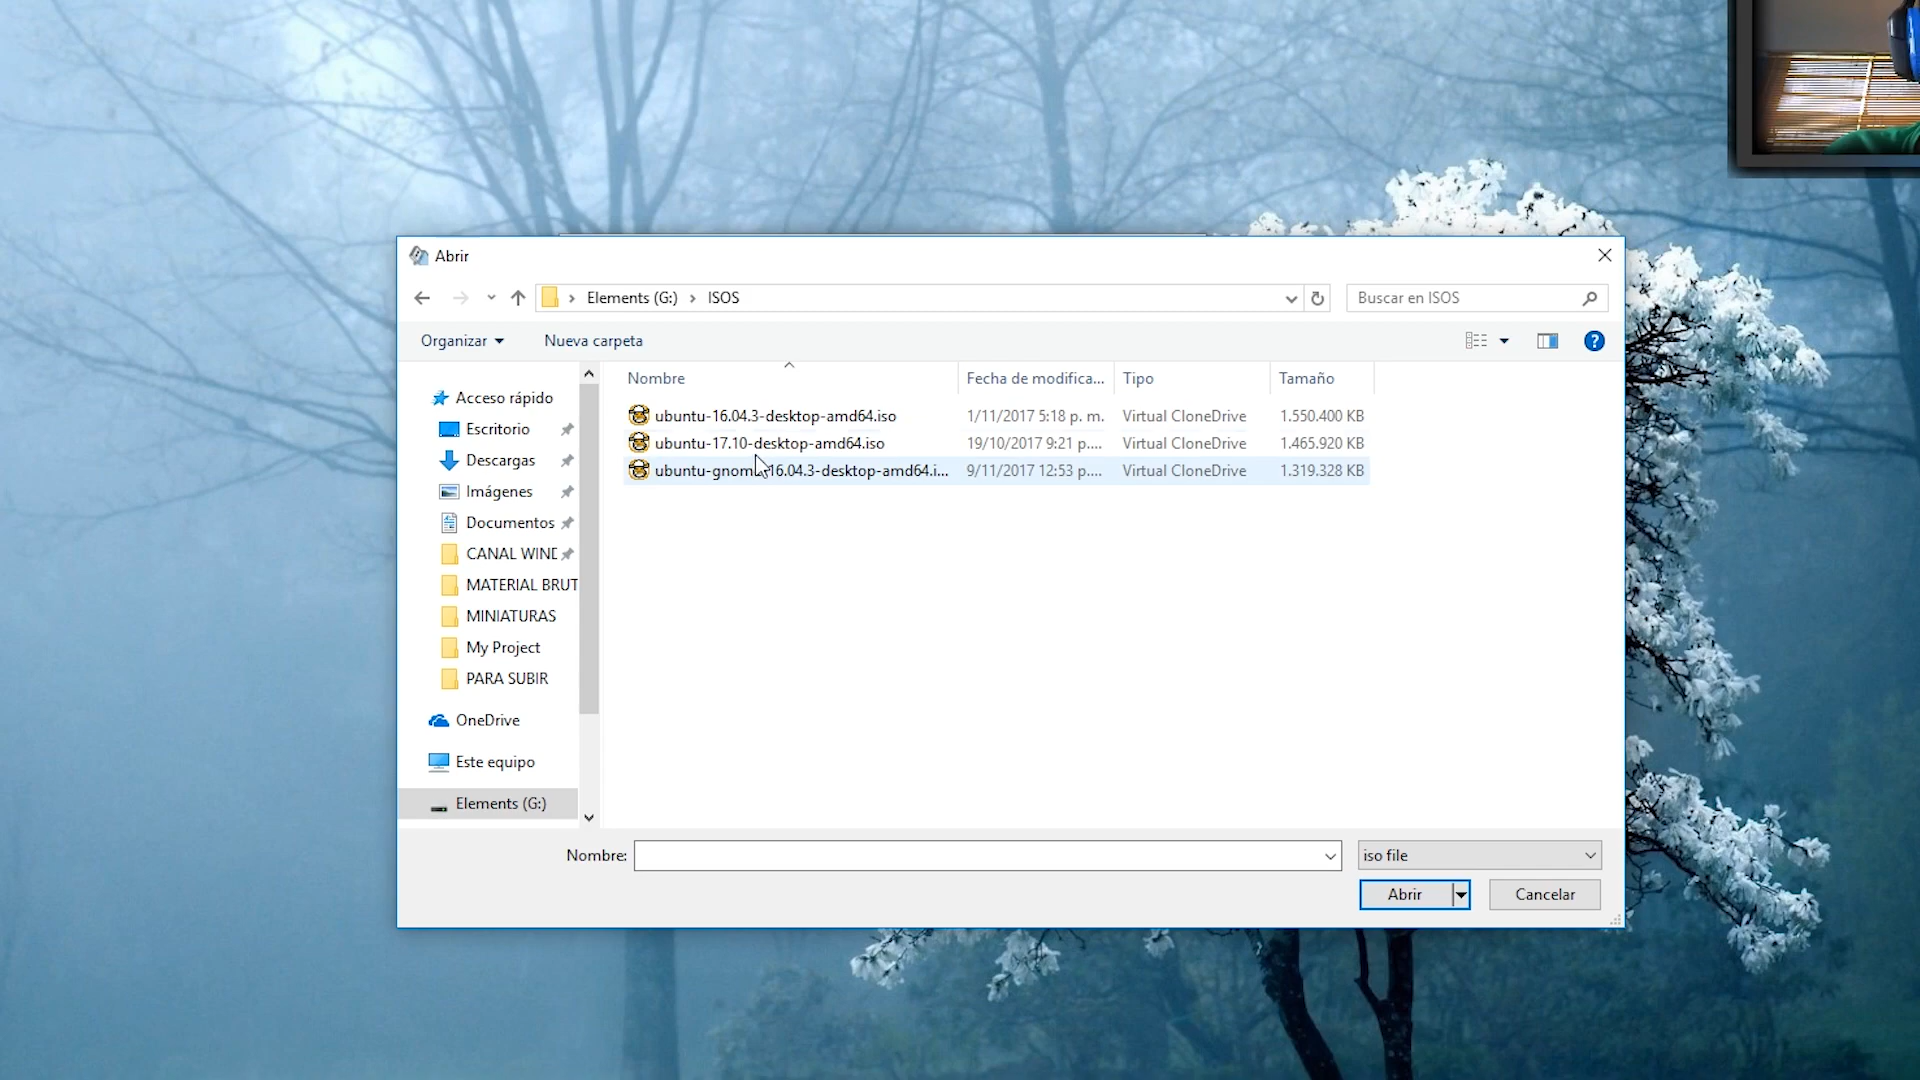 Abrir
Elements (G:) ISOS
Buscar en ISOS
Organizar
Nueva carpeta
Nombre Fecha de modifica... Tipo Tamaño
ubuntu-16.04.3-desktop-amd64.iso 1/11/2017 5:18 p. m. Virtual CloneDrive 1.550.400 KB
ubuntu-17.10-desktop-amd64.iso 19/10/2017 9:21 p.... Virtual CloneDrive 1.465.920 KB
ubuntu-gnome-16.04.3-desktop-amd64.i... 9/11/2017 12:53 p.... Virtual CloneDrive 1.319.328 KB
Acceso rápido
Escritorio
Descargas
Imágenes
Documentos
CANAL WINE
MATERIAL BRUT
MINIATURAS
My Project
PARA SUBIR
OneDrive
Este equipo
Elements (G:)
Nombre:
iso file
Abrir
Cancelar